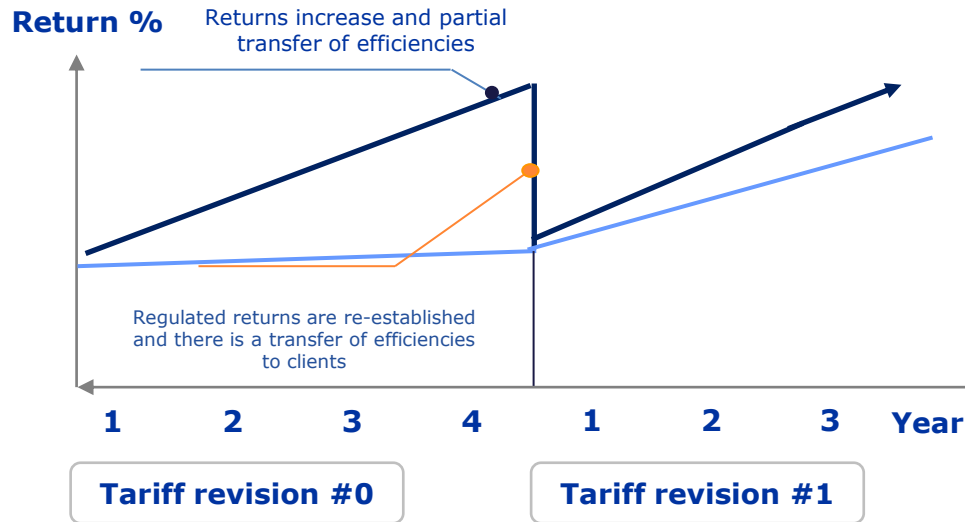 Return %
Returns increase and partial
transfer of efficiencies
Regulated returns are re-established
and there is a transfer of efficiencies
to clients
1 2 3 4 1 2 3 Year
Tariff revision #0 Tariff revision #1